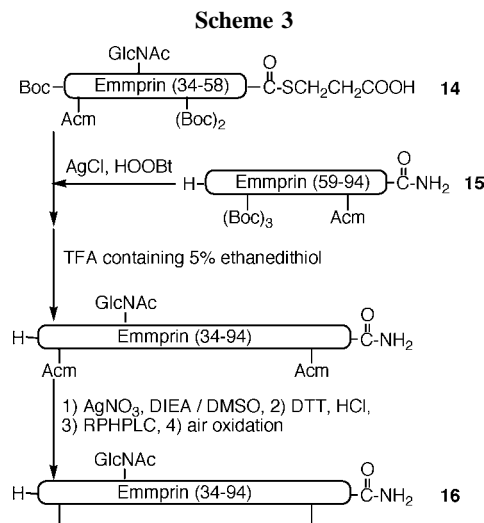 Scheme 3
GlcNAc
Boc- Emmprin (34-58) -C-SCH2CH2CH2COOH 14
O
Acm (Boc)2
AgCl, HOOBt
H- Emmprin (59-94) -C-NH2 15
O
(Boc)3 Acm
TFA containing 5% ethanedithiol
GlcNAc
H- Emmprin (34-94) -C-NH2
O
Acm Acm
1) AgNO3, DIEA / DMSO, 2) DTT, HCl,
3) RPHPLC, 4) air oxidation
GlcNAc
H- Emmprin (34-94) -C-NH2 16
O